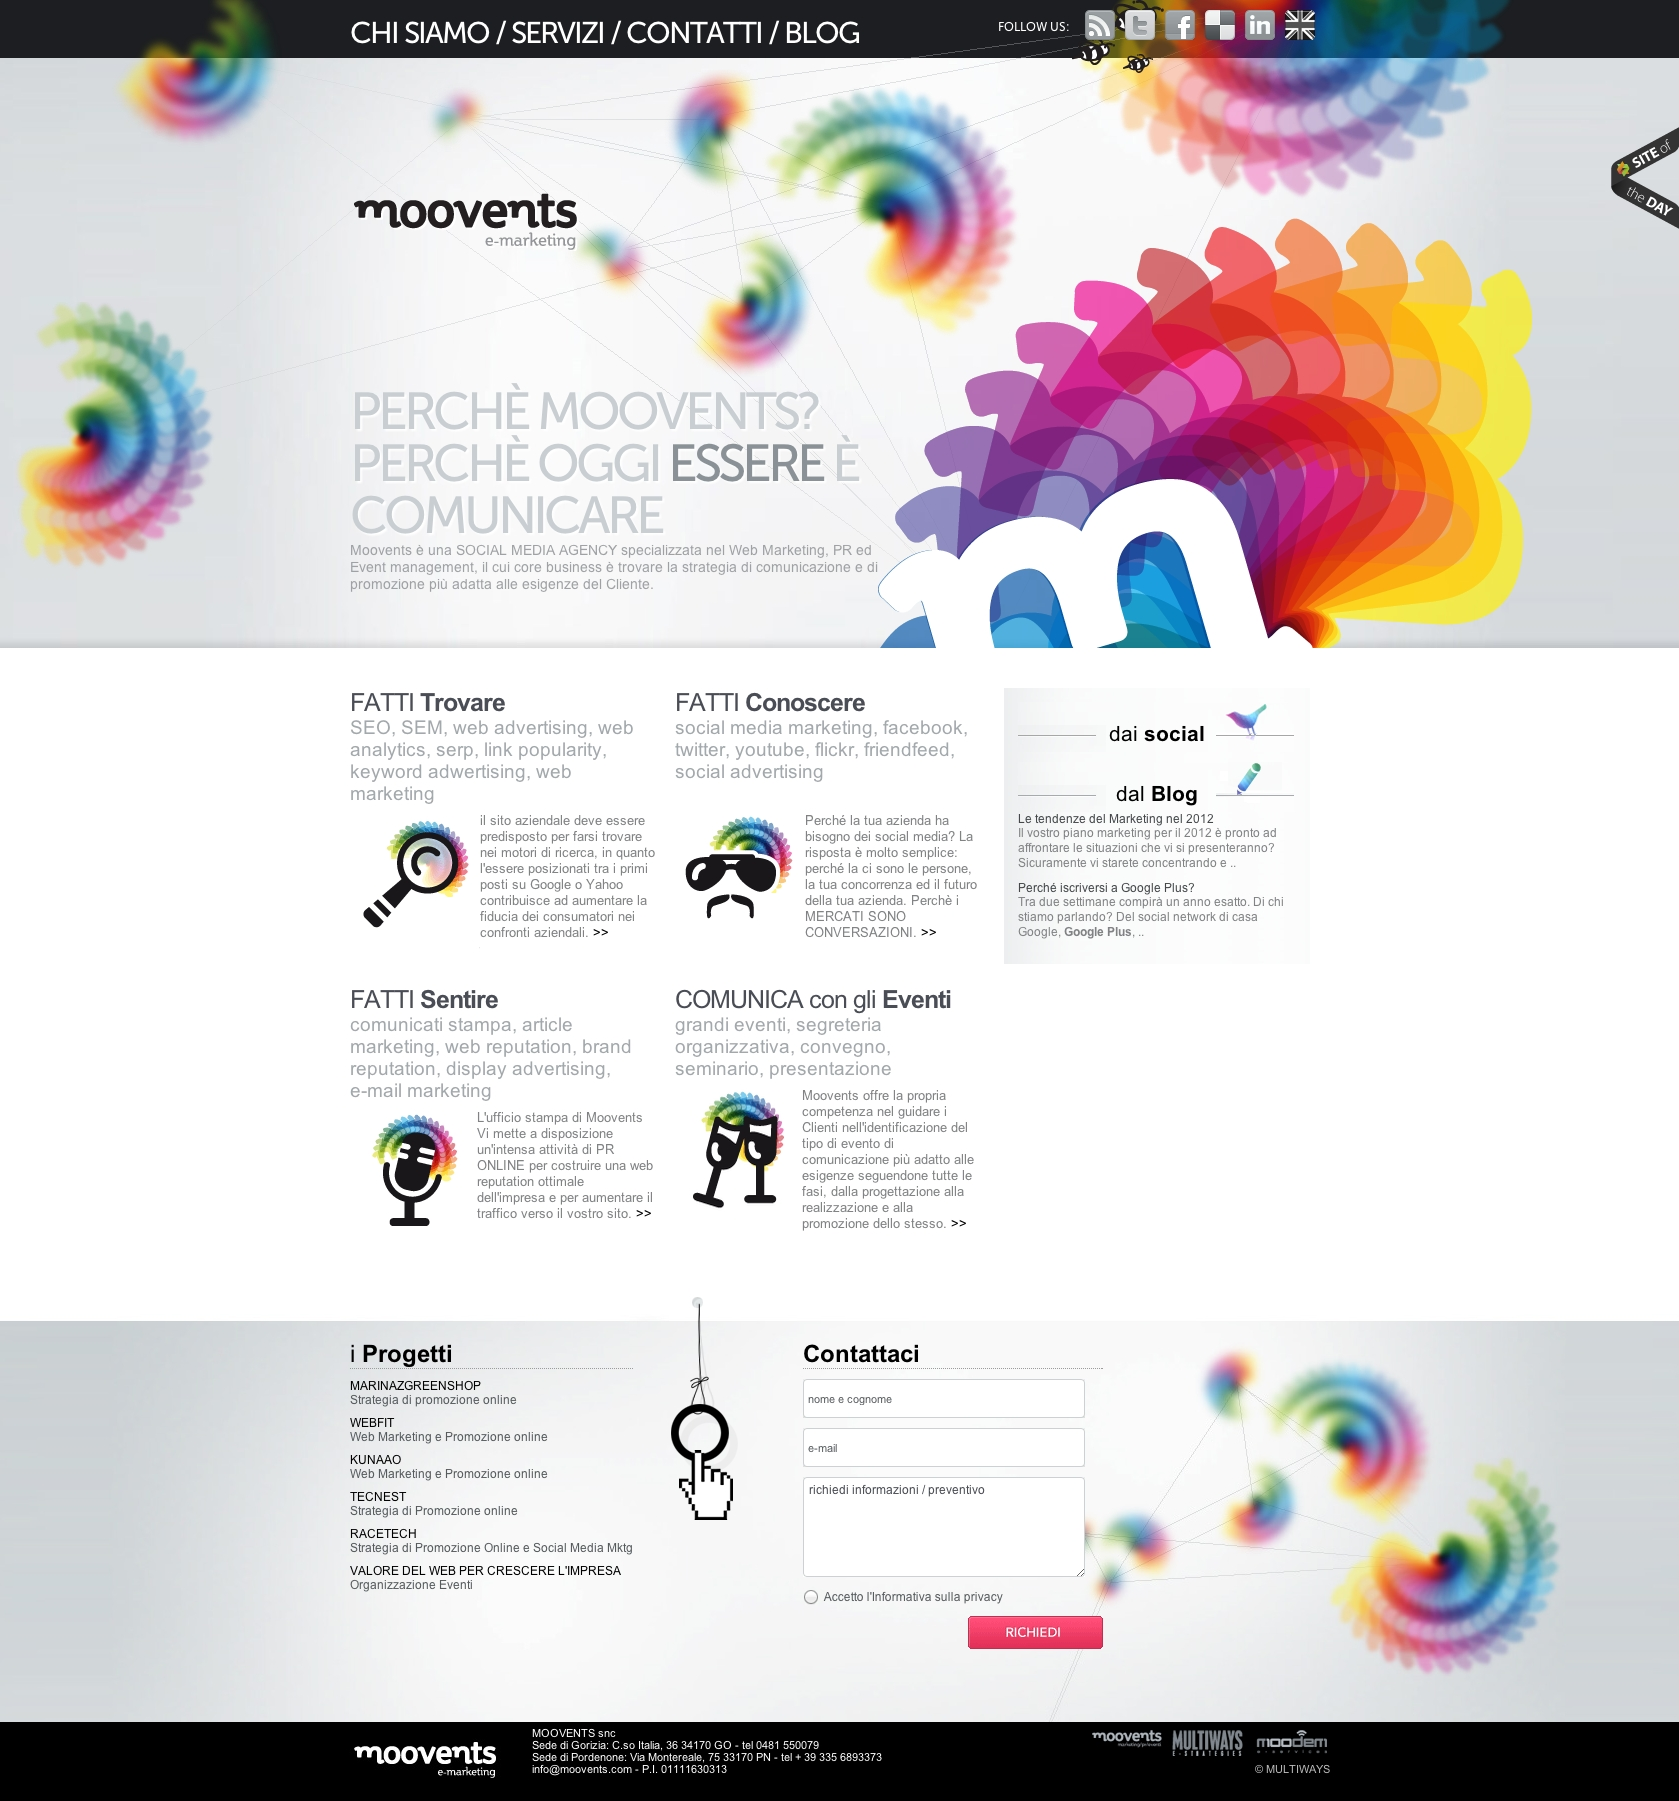 CHI SIAMO / SERVIZI / CONTATTI / BLOG
FOLLOW US:
SITE of
the DAY
moovents
e-marketing
PERCHÈ MOOVENTS?
PERCHÈ OGGI ESSERE È
COMUNICARE
Moovents è una SOCIAL MEDIA AGENCY specializzata nel Web Marketing, PR ed
Event management, il cui core business è trovare la strategia di comunicazione e di
promozione più adatta alle esigenze del Cliente.
FATTI Trovare
SEO, SEM, web advertising, web
analytics, serp, link popularity,
keyword adwertising, web
marketing
il sito aziendale deve essere
predisposto per farsi trovare
nei motori di ricerca, in quanto
l'essere posizionati tra i primi
posti su Google o Yahoo
contribuisce ad aumentare la
fiducia dei consumatori nei
confronti aziendali. >>
FATTI Conoscere
social media marketing, facebook,
twitter, youtube, flickr, friendfeed,
social advertising
Perché la tua azienda ha
bisogno dei social media? La
risposta è molto semplice:
perché la ci sono le persone,
la tua concorrenza ed il futuro
della tua azienda. Perchè i
MERCATI SONO
CONVERSAZIONI. >>
dai social
dal Blog
Le tendenze del Marketing nel 2012
Il vostro piano marketing per il 2012 è pronto ad
affrontare le situazioni che vi si presenteranno?
Sicuramente vi starete concentrando e ..
Perché iscriversi a Google Plus?
Tra due settimane compirà un anno esatto. Di chi
stiamo parlando? Del social network di casa
Google, Google Plus, ..
FATTI Sentire
comunicati stampa, article
marketing, web reputation, brand
reputation, display advertising,
e-mail marketing
L'ufficio stampa di Moovents
Vi mette a disposizione
un'intensa attività di PR
ONLINE per costruire una web
reputation ottimale
dell'impresa e per aumentare il
traffico verso il vostro sito. >>
COMUNICA con gli Eventi
grandi eventi, segreteria
organizzativa, convegno,
seminario, presentazione
Moovents offre la propria
competenza nel guidare i
Clienti nell'identificazione del
tipo di evento di
comunicazione più adatto alle
esigenze seguendone tutte le
fasi, dalla progettazione alla
realizzazione e alla
promozione dello stesso. >>
i Progetti
MARINAZGREENSHOP
Strategia di promozione online
WEBFIT
Web Marketing e Promozione online
KUNAAO
Web Marketing e Promozione online
TECNEST
Strategia di Promozione online
RACETECH
Strategia di Promozione Online e Social Media Mktg
VALORE DEL WEB PER CRESCERE L'IMPRESA
Organizzazione Eventi
Contattaci
nome e cognome
e-mail
richiedi informazioni / preventivo
Accetto l'Informativa sulla privacy
RICHIEDI
moovents
e-marketing
MOOVENTS snc
Sede di Gorizia: C.so Italia, 36 34170 GO - tel 0481 550079
Sede di Pordenone: Via Montereale, 75 33170 PN - tel + 39 335 6893373
info@moovents.com - P.I. 01111630313
moovents
MULTIWAYS
E-STRATEGIES
moodem
e-services
© MULTIWAYS